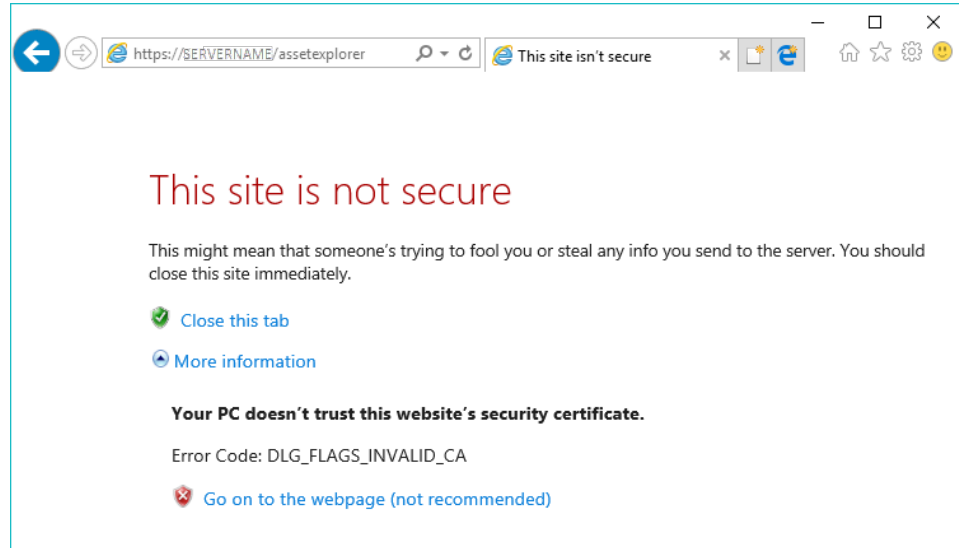 https://SERVERNAME/assetexplorer
This site isn't secure
This site is not secure
This might mean that someone's trying to fool you or steal any info you send to the server. You should
close this site immediately.
Close this tab
More information
Your PC doesn't trust this website's security certificate.
Error Code: DLG_FLAGS_INVALID_CA
Go on to the webpage (not recommended)